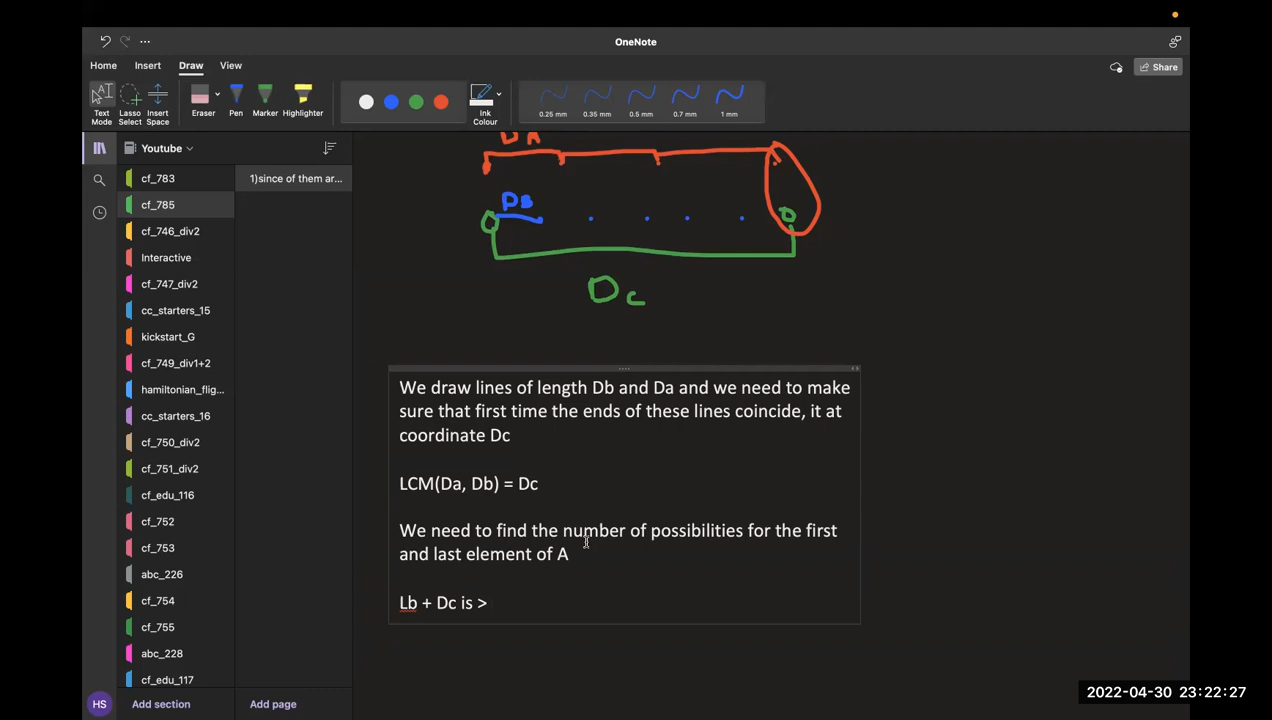 OneNote
Home Insert Draw View
Share
Text Mode
Lasso Select
Insert Space
Eraser
Pen
Marker
Highlighter
Ink Colour
0.25 mm
0.35 mm
0.5 mm
0.7 mm
1 mm
Youtube
cf_783
cf_785
cf_746_div2
Interactive
cf_747_div2
cc_starters_15
kickstart_G
cf_749_div1+2
hamiltonian_flig...
cc_starters_16
cf_750_div2
cf_751_div2
cf_edu_116
cf_752
cf_753
abc_226
cf_754
cf_755
abc_228
cf_edu_117
HS
Add section
1)since of them ar...
Add page
DA
DB
Dc
We draw lines of length Db and Da and we need to make
sure that first time the ends of these lines coincide, it at
coordinate Dc
LCM(Da, Db) = Dc
We need to find the number of possibilities for the first
and last element of A
Lb + Dc is >
2022-04-30 23:22:27